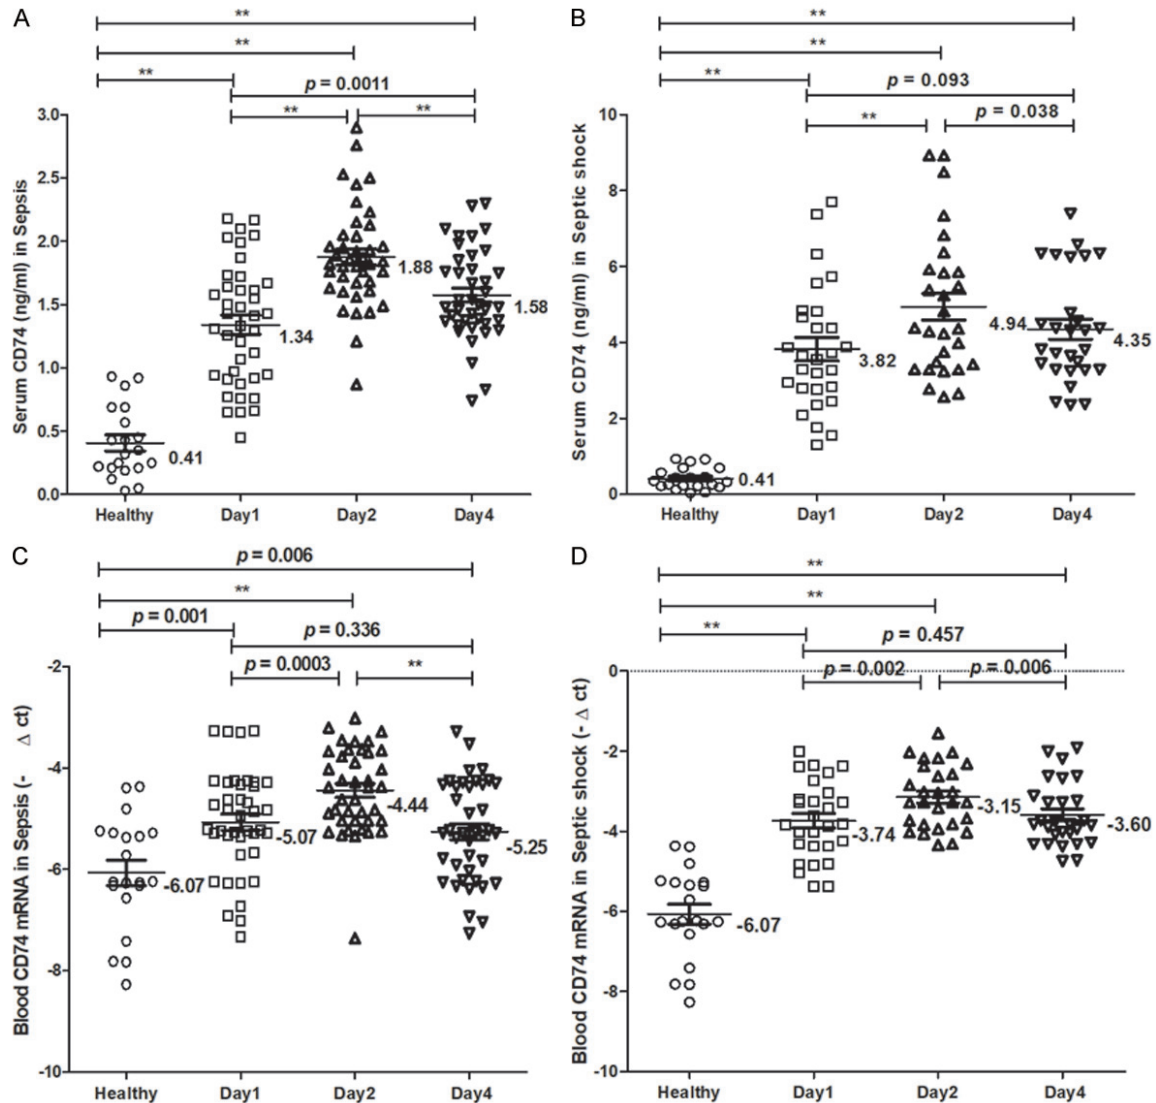 A
**
**
**
p = 0.0011
**
**
Serum CD74 (ng/ml) in Sepsis
3.0
2.5
2.0
1.5
1.0
0.5
0.0
0.41
1.34
1.88
1.58
Healthy
Day1
Day2
Day4
B
**
**
**
p = 0.093
**
p = 0.038
Serum CD74 (ng/ml) in Septic shock
10
8
6
4
2
0
0.41
3.82
4.94
4.35
Healthy
Day1
Day2
Day4
C
p = 0.006
**
p = 0.001
p = 0.336
p = 0.0003
**
Blood CD74 mRNA in Sepsis (- Δ ct)
-2
-4
-6
-8
-10
-6.07
-5.07
-4.44
-5.25
Healthy
Day1
Day2
Day4
D
**
**
**
p = 0.457
p = 0.002
p = 0.006
Blood CD74 mRNA in Septic shock (- Δ ct)
0
-2
-4
-6
-8
-10
-6.07
-3.74
-3.15
-3.60
Healthy
Day1
Day2
Day4